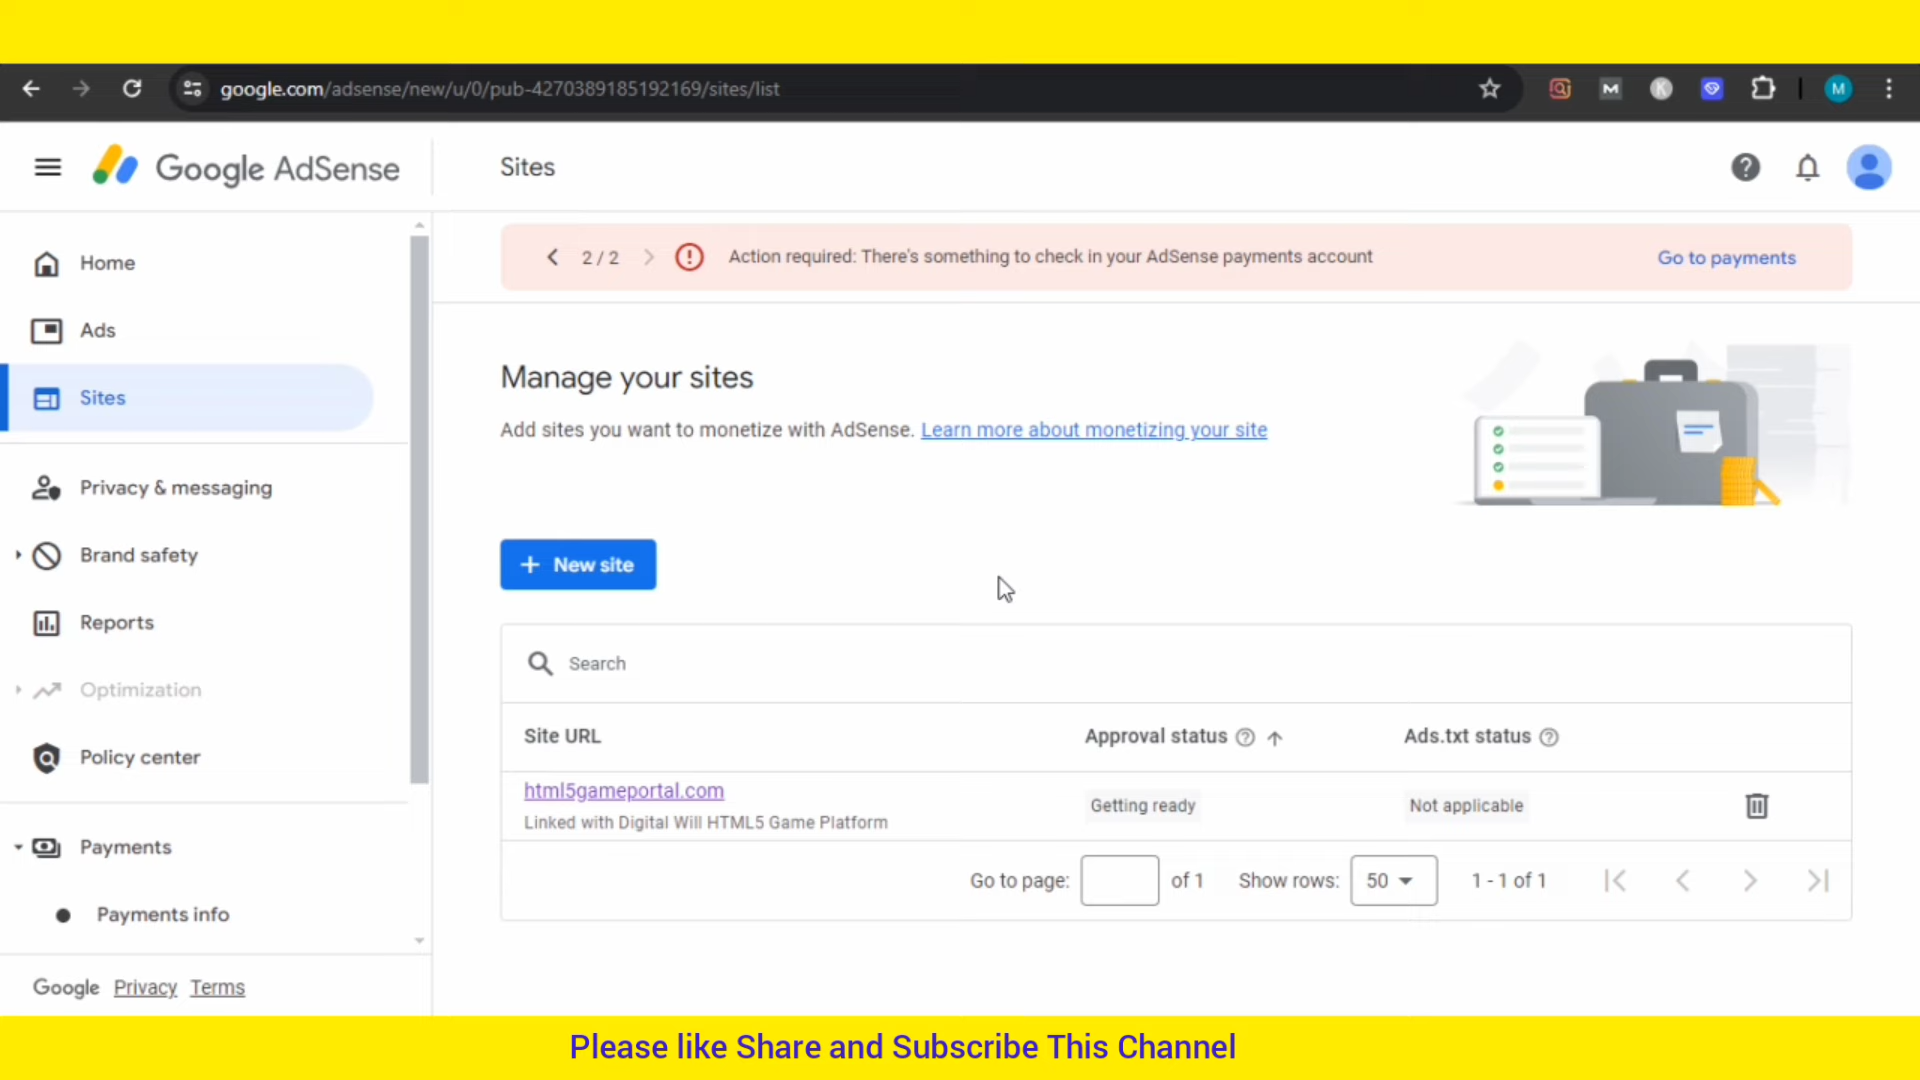 google.com/adsense/new/u/0/pub-4270389185192169/sites/list
M
K
M
Google AdSense
Sites
Home
Ads
Sites
Privacy & messaging
Brand safety
Reports
Optimization
Policy center
Payments
Payments info
Google Privacy Terms
2 / 2
Action required: There's something to check in your AdSense payments account
Go to payments
Manage your sites
Add sites you want to monetize with AdSense. Learn more about monetizing your site
+ New site
Search
Site URL Approval status Ads.txt status
html5gameportal.com Getting ready Not applicable
Linked with Digital Will HTML5 Game Platform
Go to page: of 1 Show rows: 50 1 - 1 of 1
Please like Share and Subscribe This Channel